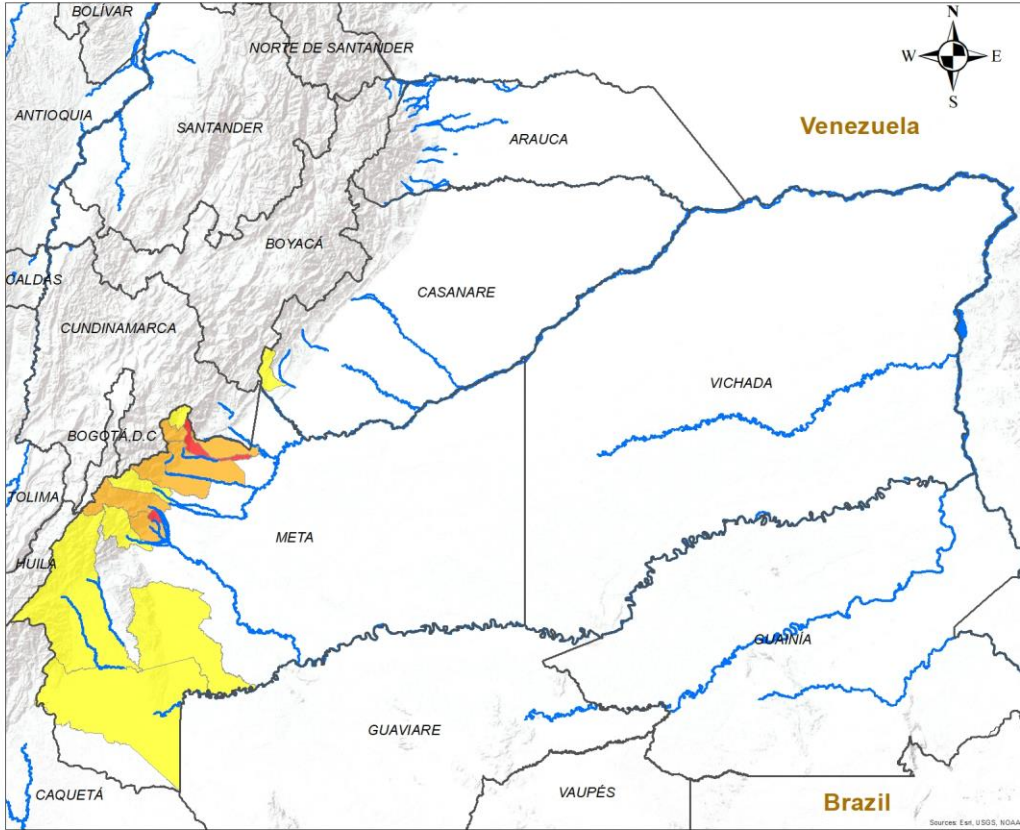 BOLÍVAR
N
NORTE DE SANTANDER
W
E
S
ANTIOQUIA
SANTANDER
Venezuela
ARAUCA
BOYACÁ
CALDAS
CASANARE
CUNDINAMARCA
VICHADA
BOGOTÁ, D.C
TOLIMA
META
HUILA
GUAINÍA
GUAVIARE
CAQUETÁ
VAUPÉS
Brazil
Sources: Esri, USGS, NOAA